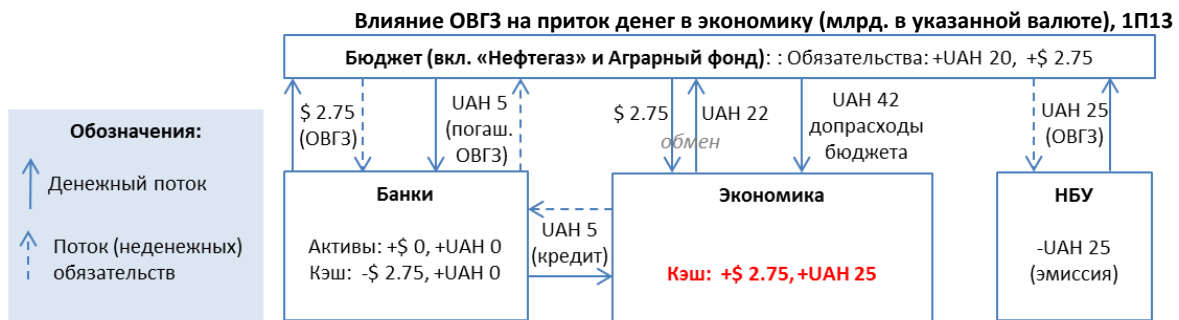 Влияние ОВГЗ на приток денег в экономику (млрд. в указанной валюте), 1П13
Бюджет (вкл. «Нефтегаз» и Аграрный фонд): : Обязательства: +UAH 20, +$ 2.75
Обозначения:
Денежный поток
Поток (неденежных)
обязательств
$ 2.75
(ОВГЗ)
UAH 5
(погаш.
ОВГЗ)
$ 2.75
UAH 22
обмен
UAH 42
допрасходы
бюджета
UAH 25
(ОВГЗ)
Банки
Активы: +$ 0, +UAH 0
Кэш: -$ 2.75, +UAH 0
UAH 5
(кредит)
Экономика
Кэш: +$ 2.75, +UAH 25
НБУ
-UAH 25
(эмиссия)